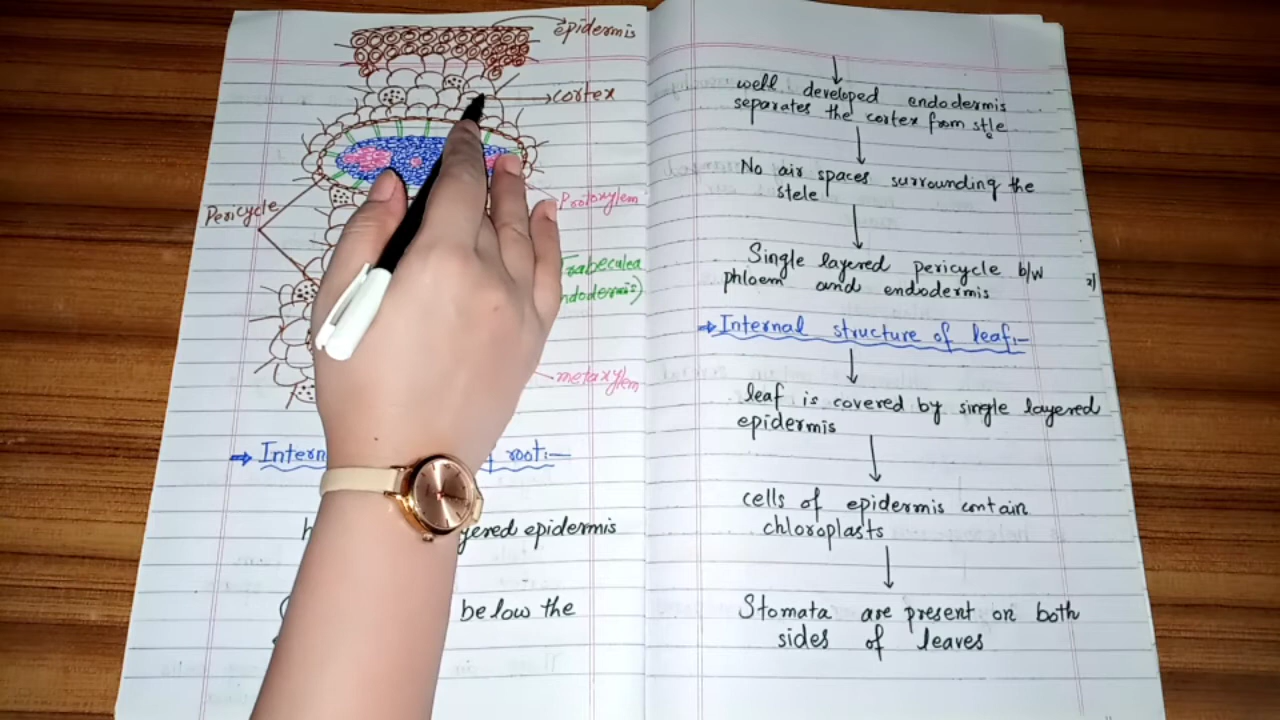 epidermis
cortex
Pericycle
Protoxylem
Trabeculea
endodermis)
metaxylem
Intern root:-
yered epidermis
below the
well developed endodermis
separates the cortex from stele
No air spaces surrounding the
stele
Single layered pericycle b/w
phloem and endodermis
2)
Internal structure of leaf:-
leaf is covered by single layered
epidermis
cells of epidermis contain
chloroplasts
Stomata are present on both
sides of leaves